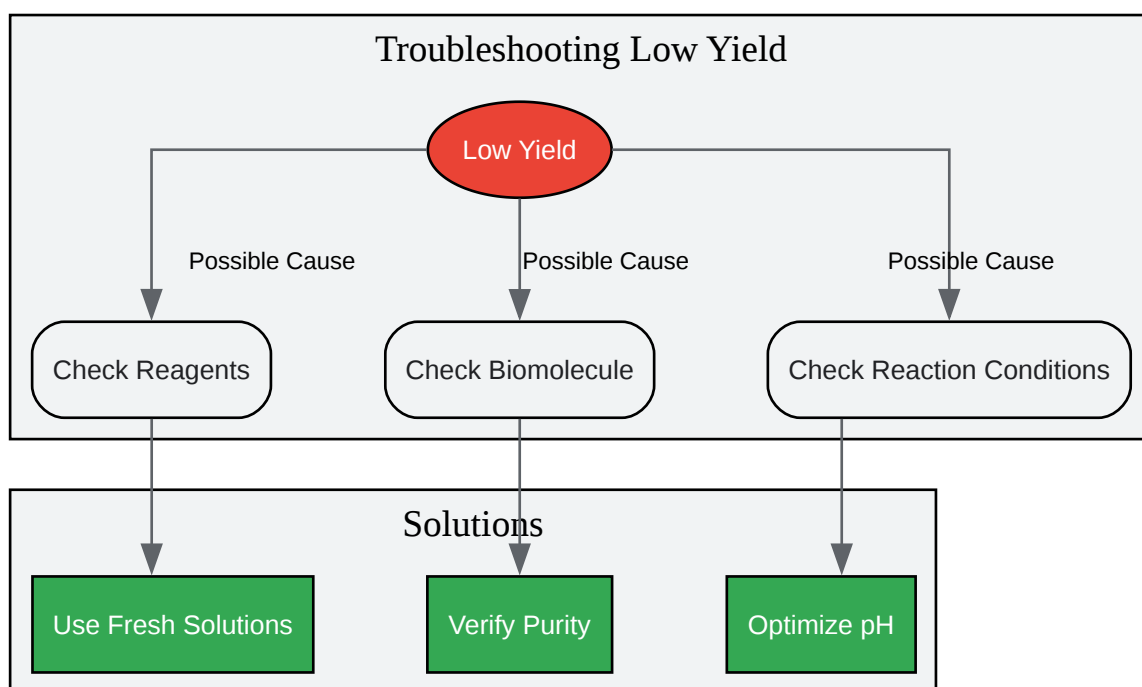 Troubleshooting Low Yield
Low Yield
Possible Cause
Possible Cause
Possible Cause
Check Reagents
Check Biomolecule
Check Reaction Conditions
Solutions
Use Fresh Solutions
Verify Purity
Optimize pH